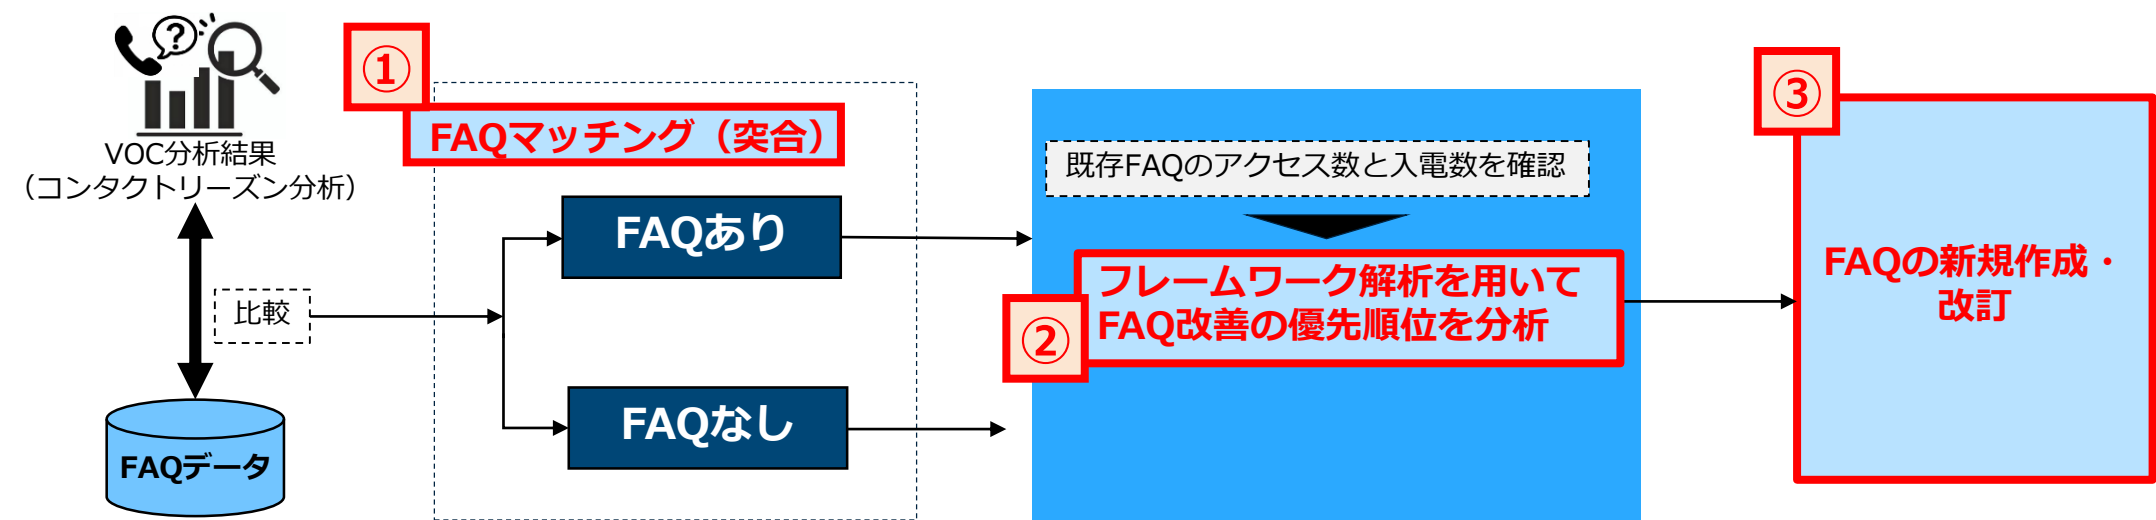 ?
VOC分析結果
（コンタクトリーズン分析）
比較
FAQデータ
①
FAQマッチング（突合）
FAQあり
FAQなし
既存FAQのアクセス数と入電数を確認
②
フレームワーク解析を用いて
FAQ改善の優先順位を分析
③
FAQの新規作成・
改訂